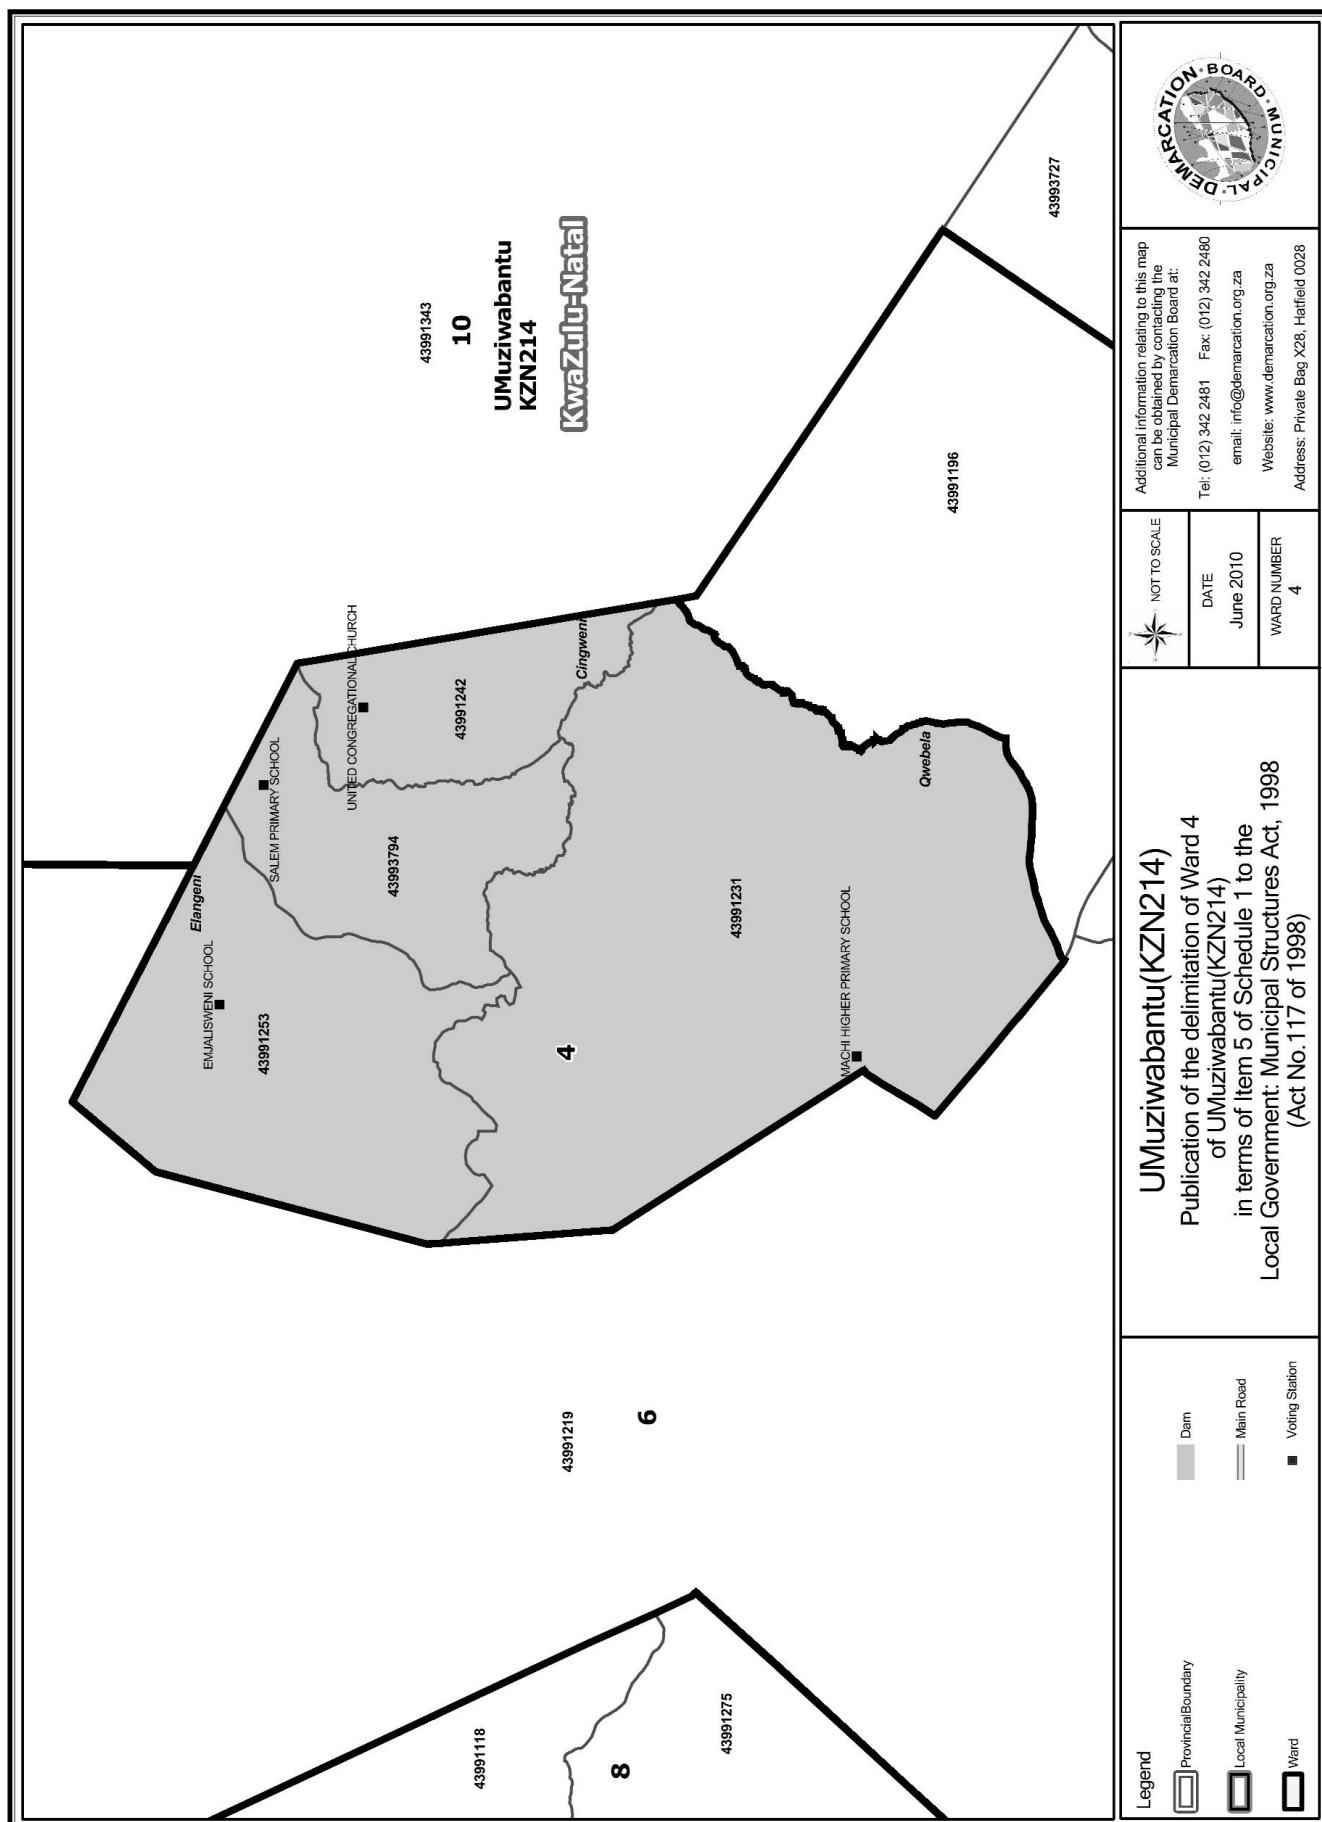 43991343
10
UMuziwabantu
KZN214
KwaZulu-Natal
43993727
43991196
UNITED CONGREGATIONAL CHURCH
43991242
Cingweni
SALEM PRIMARY SCHOOL
43993794
Elangeni
EMJALISWENI SCHOOL
43991253
4
43991231
Qwebela
MACHI HIGHER PRIMARY SCHOOL
43991219
6
43991118
8
43991275
Legend
ProvincialBoundary
Local Municipality
Ward
Dam
Main Road
Voting Station
UMuziwabantu(KZN214)
Publication of the delimitation of Ward 4
of UMuziwabantu(KZN214)
in terms of Item 5 of Schedule 1 to the
Local Government: Municipal Structures Act, 1998
(Act No.117 of 1998)
NOT TO SCALE
DATE
June 2010
WARD NUMBER
4
Additional information relating to this map
can be obtained by contacting the
Municipal Demarcation Board at:
Tel: (012) 342 2481 Fax: (012) 342 2480
email: info@demarcation.org.za
Website: www.demarcation.org.za
Address: Private Bag X28, Hatfield 0028
MUNICIPAL · DEMARCATION · BOARD